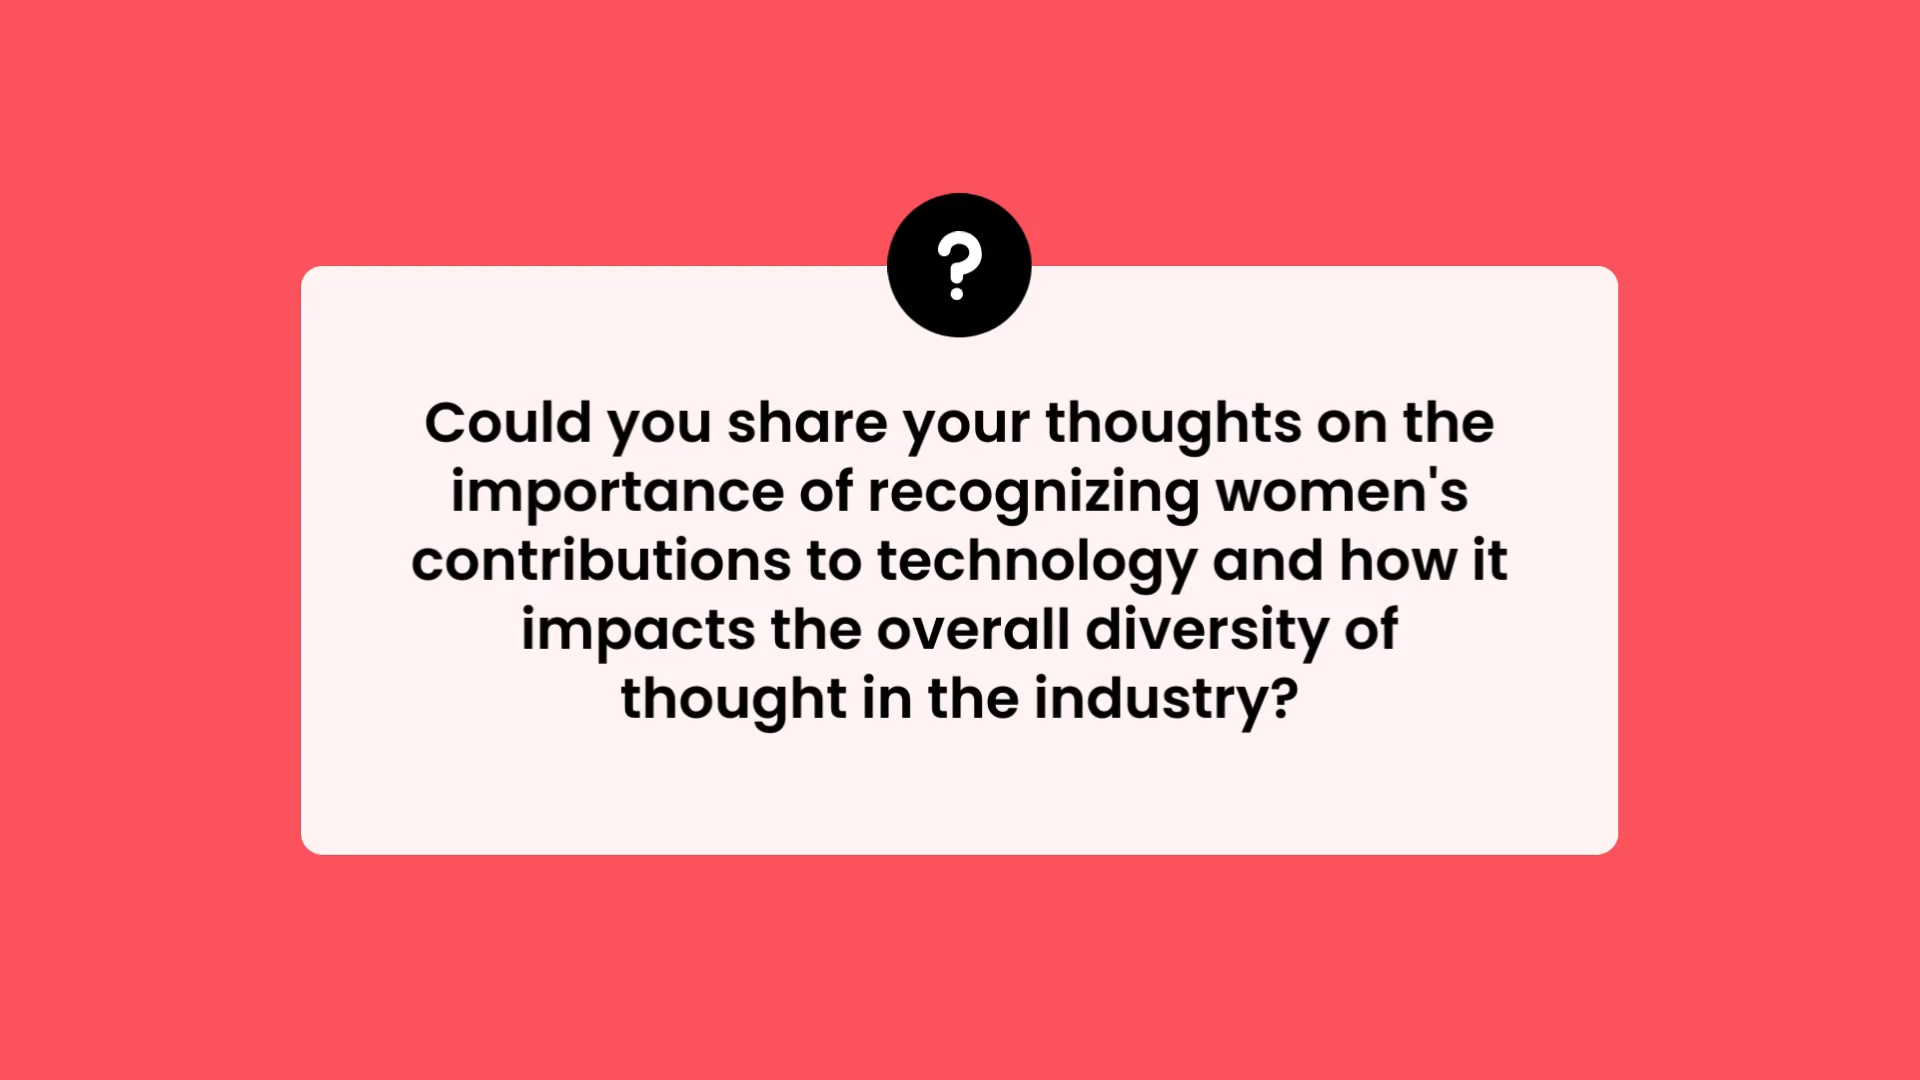 ?
Could you share your thoughts on the
importance of recognizing women's
contributions to technology and how it
impacts the overall diversity of
thought in the industry?